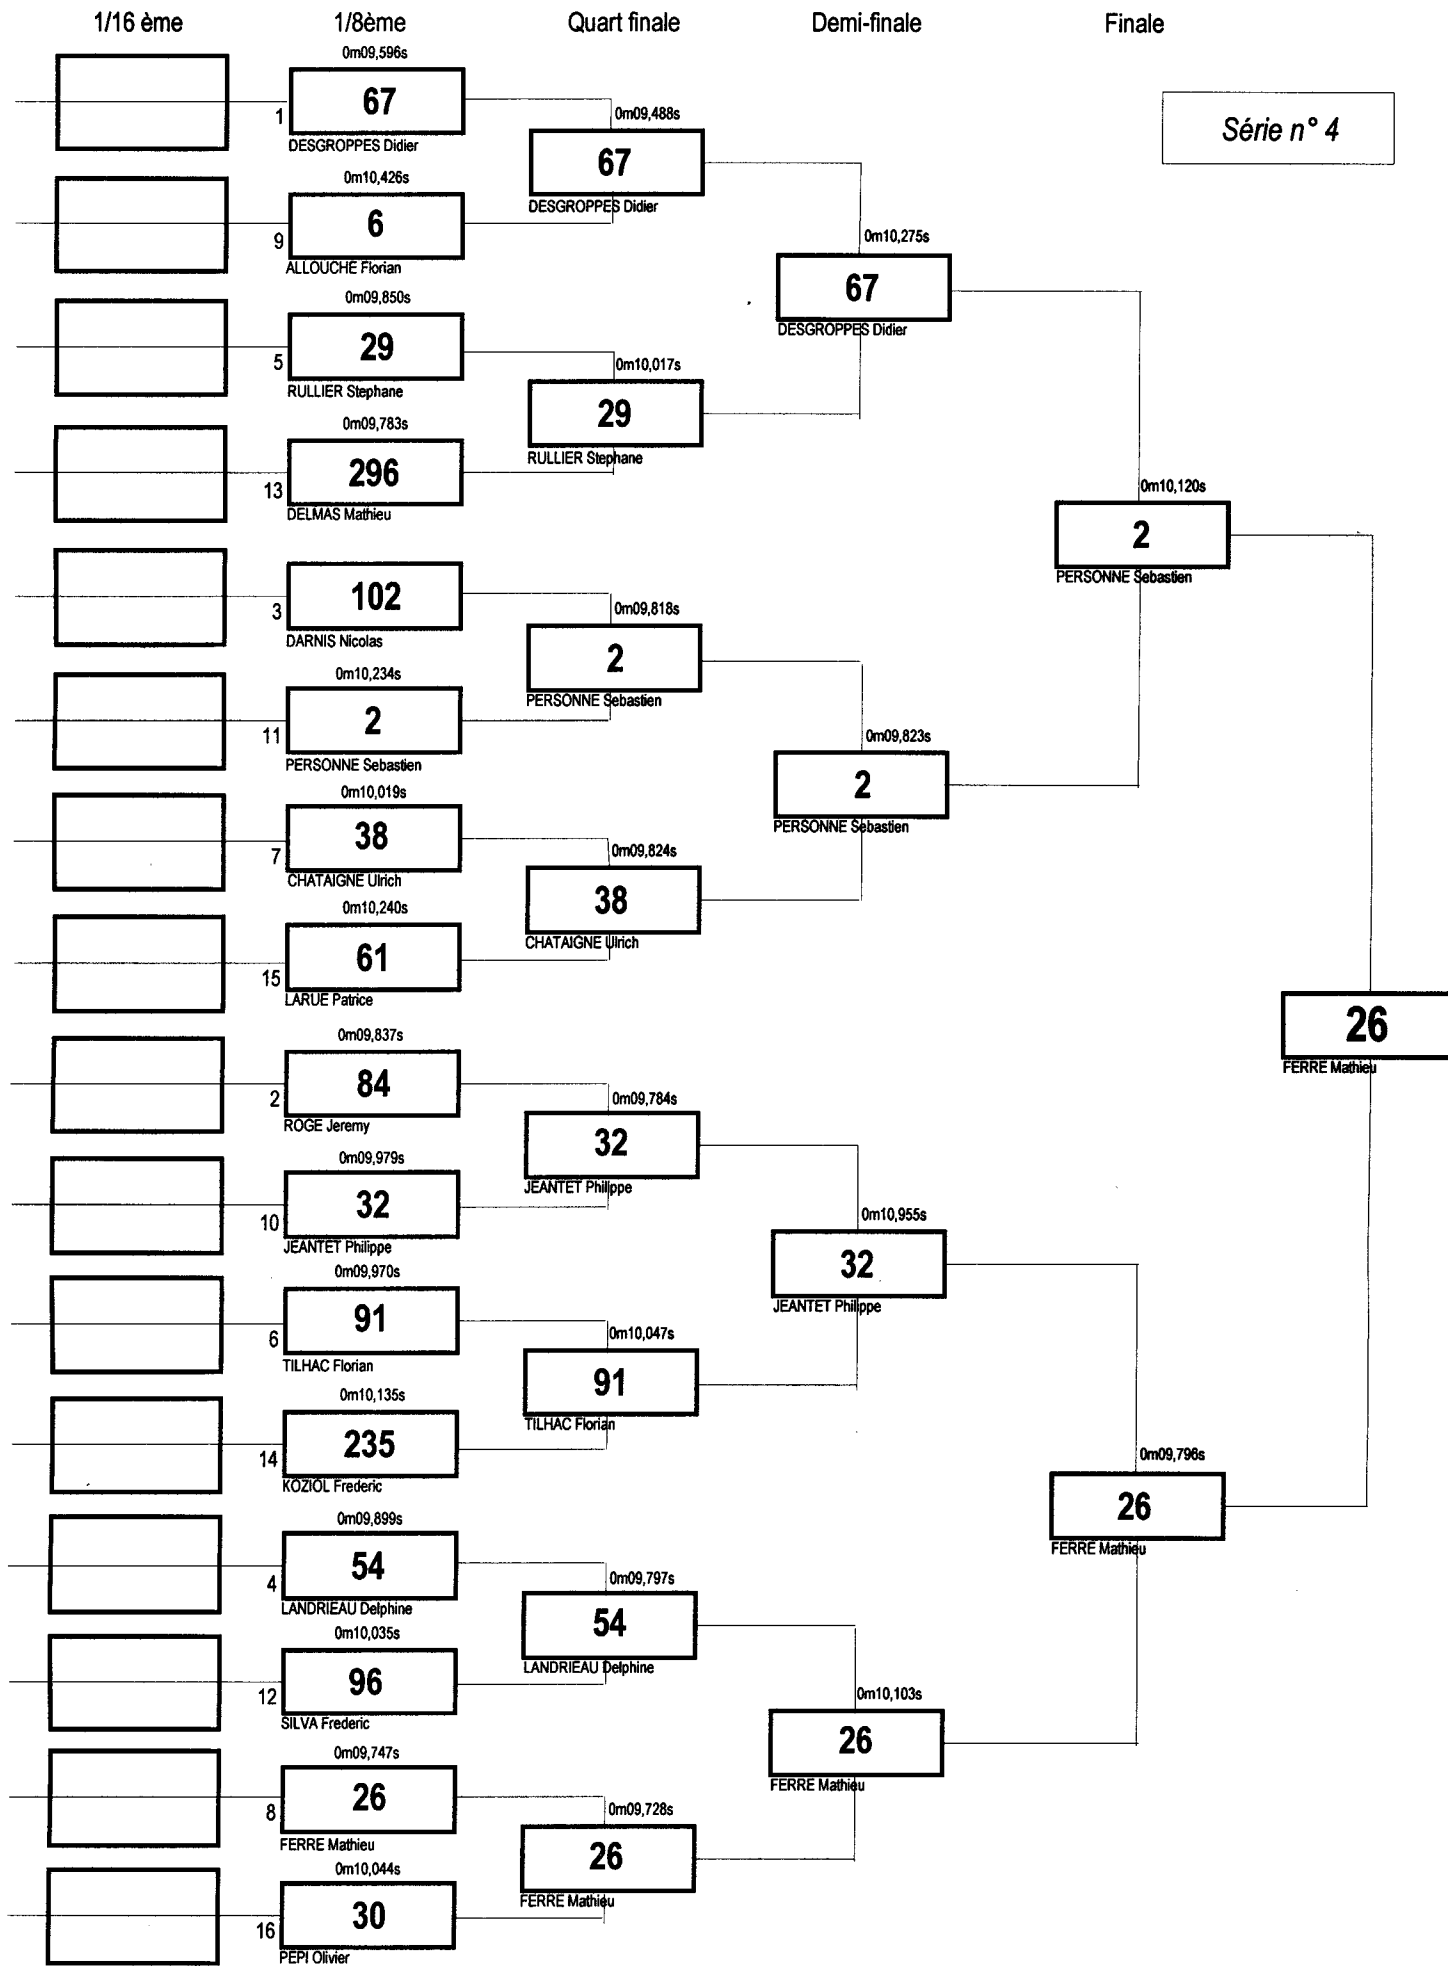 1/16 ème
1/8ème
Quart finale
Demi-finale
Finale
Série n° 4
0m09,596s
1
67
DESGROPPES Didier
0m10,426s
9
6
ALLOUCHE Florian
0m09,850s
5
29
RULLIER Stephane
0m09,783s
13
296
DELMAS Mathieu
3
102
DARNIS Nicolas
0m10,234s
11
2
PERSONNE Sebastien
0m10,019s
7
38
CHATAIGNE Ulrich
0m10,240s
15
61
LARUE Patrice
0m09,837s
2
84
ROGE Jeremy
0m09,979s
10
32
JEANTET Philippe
0m09,970s
6
91
TILHAC Florian
0m10,135s
14
235
KOZIOL Frederic
0m09,899s
4
54
LANDRIEAU Delphine
0m10,035s
12
96
SILVA Frederic
0m09,747s
8
26
FERRE Mathieu
0m10,044s
16
30
PEPI Olivier
0m09,488s
67
DESGROPPES Didier
0m10,017s
29
RULLIER Stephane
0m09,818s
2
PERSONNE Sebastien
0m09,824s
38
CHATAIGNE Ulrich
0m09,784s
32
JEANTET Philippe
0m10,047s
91
TILHAC Florian
0m09,797s
54
LANDRIEAU Delphine
0m09,728s
26
FERRE Mathieu
0m10,275s
67
DESGROPPES Didier
0m09,823s
2
PERSONNE Sebastien
0m10,955s
32
JEANTET Philippe
0m10,103s
26
FERRE Mathieu
0m10,120s
2
PERSONNE Sebastien
0m09,796s
26
FERRE Mathieu
26
FERRE Mathieu